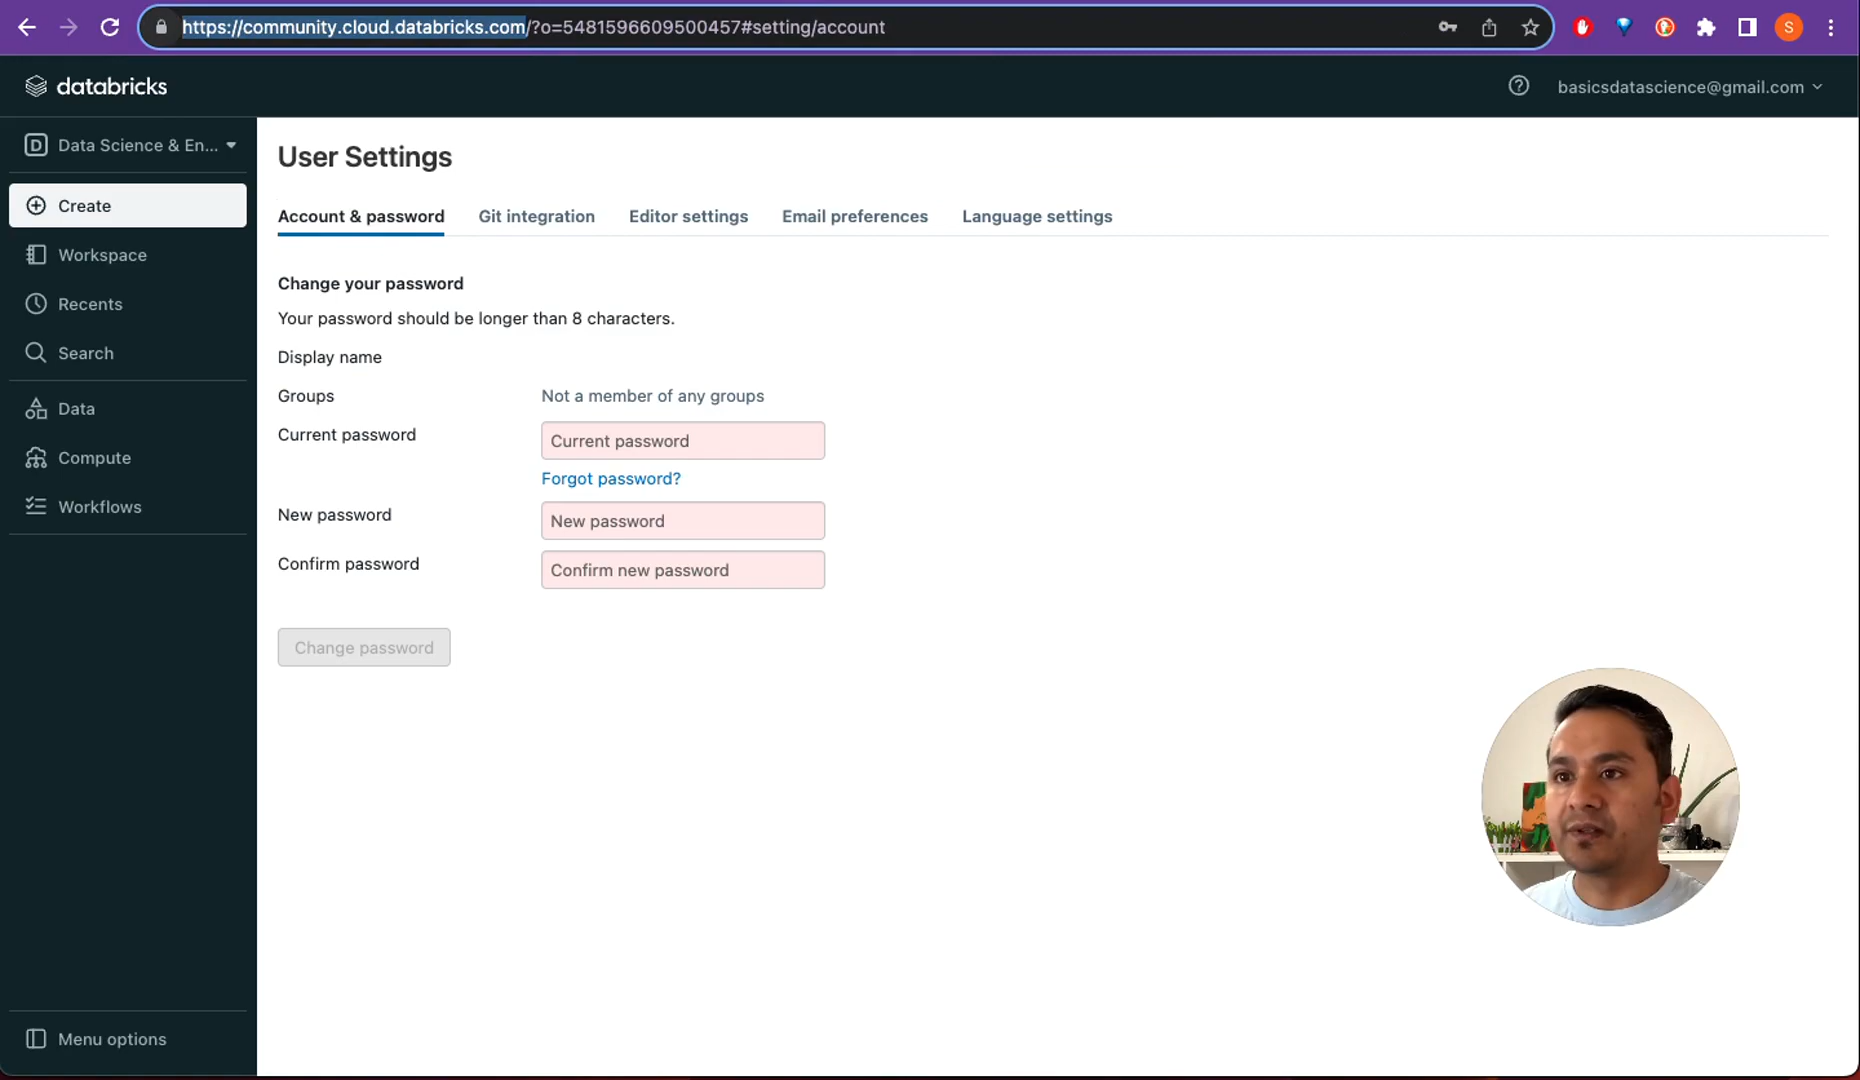 https://community.cloud.databricks.com/?o=5481596609500457#setting/account
S
databricks
basicsdatascience@gmail.com
D Data Science & En...
Create
Workspace
Recents
Search
Data
Compute
Workflows
Menu options
User Settings
Account & password Git integration Editor settings Email preferences Language settings
Change your password
Your password should be longer than 8 characters.
Display name
Groups Not a member of any groups
Current password Current password
Forgot password?
New password New password
Confirm password Confirm new password
Change password